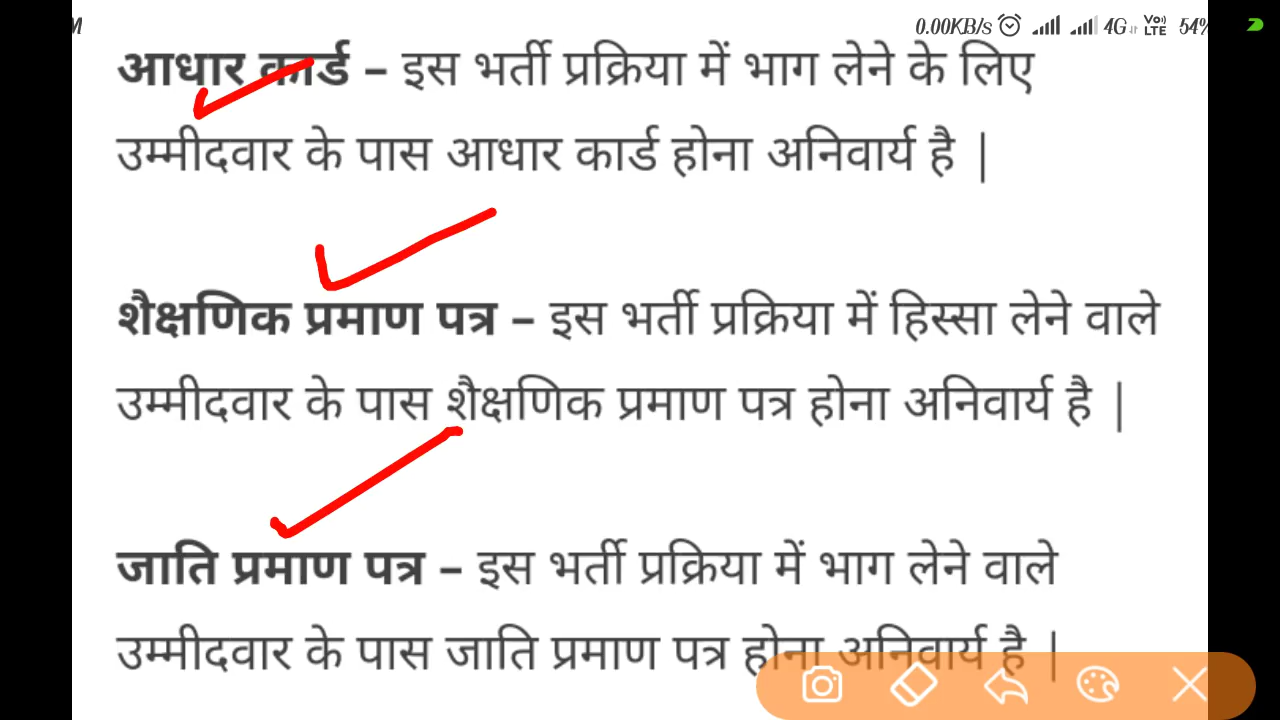 M 0.00KB/s 4G VoLTE 54%
आधार कार्ड – इस भर्ती प्रक्रिया में भाग लेने के लिए
उम्मीदवार के पास आधार कार्ड होना अनिवार्य है |
शैक्षणिक प्रमाण पत्र – इस भर्ती प्रक्रिया में हिस्सा लेने वाले
उम्मीदवार के पास शैक्षणिक प्रमाण पत्र होना अनिवार्य है |
जाति प्रमाण पत्र – इस भर्ती प्रक्रिया में भाग लेने वाले
उम्मीदवार के पास जाति प्रमाण पत्र होना अनिवार्य है |